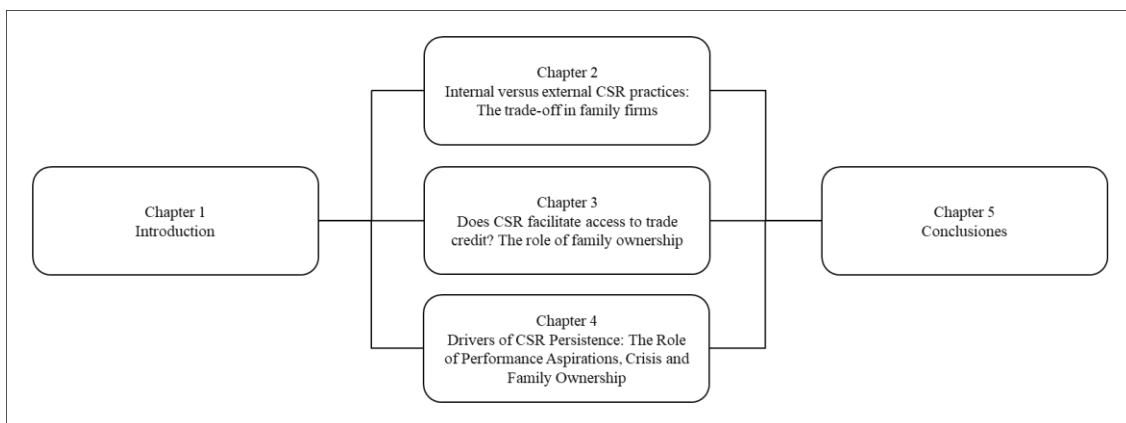 Chapter 1
Introduction
Chapter 2
Internal versus external CSR practices:
The trade-off in family firms
Chapter 3
Does CSR facilitate access to trade
credit? The role of family ownership
Chapter 4
Drivers of CSR Persistence: The Role
of Performance Aspirations, Crisis and
Family Ownership
Chapter 5
Conclusiones